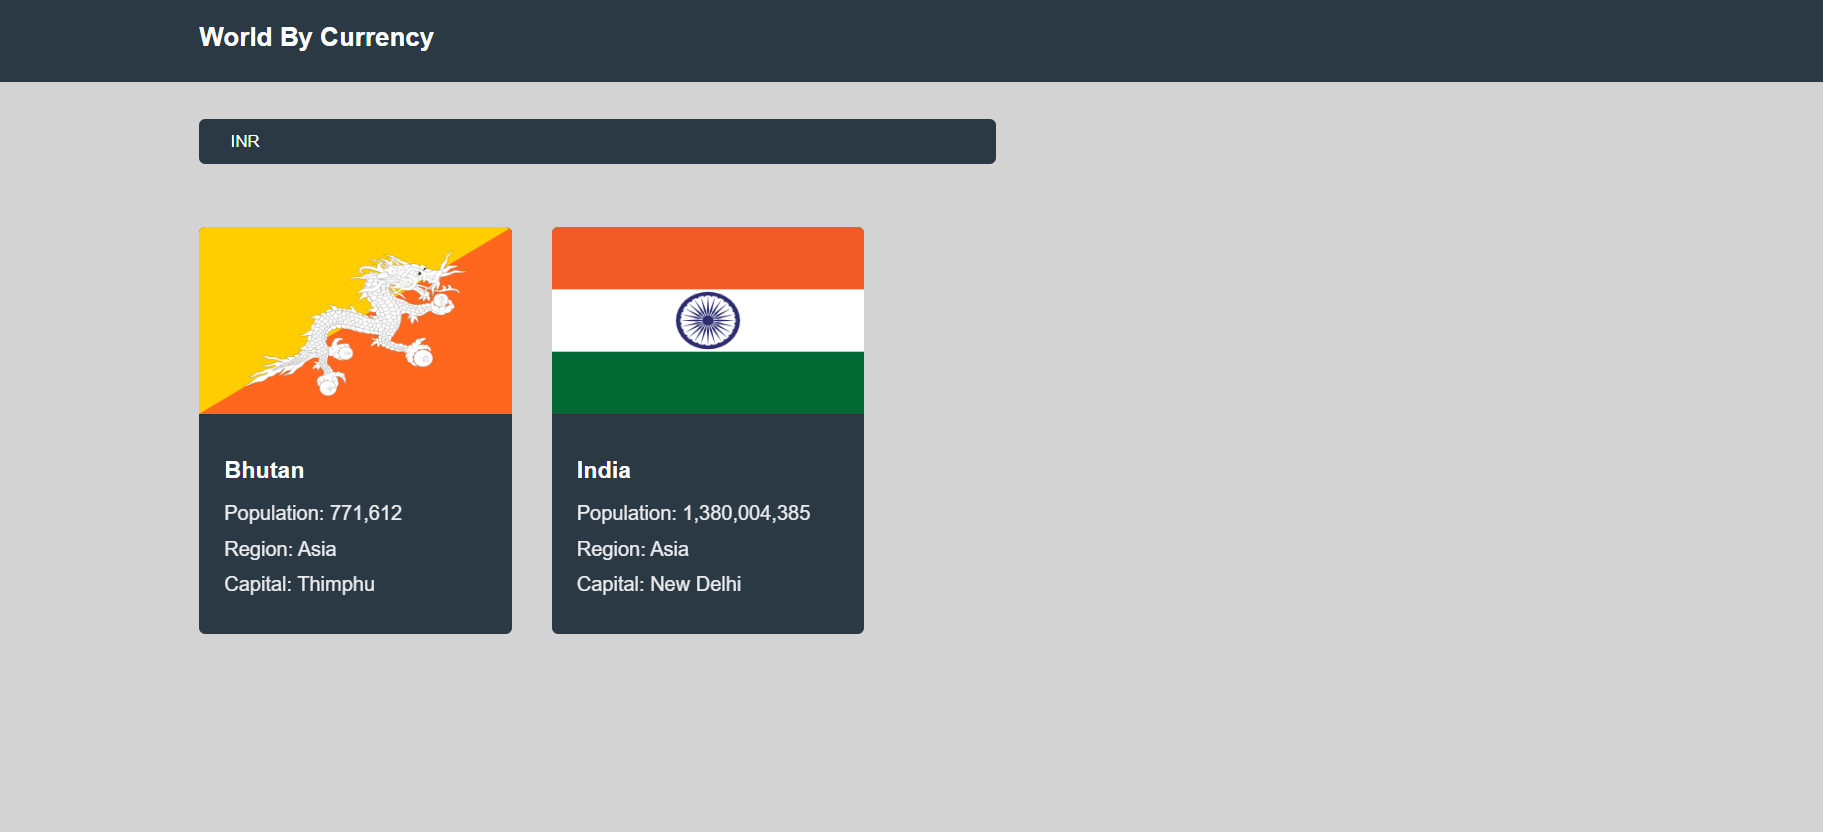 World By Currency
INR
Bhutan
Population: 771,612
Region: Asia
Capital: Thimphu
India
Population: 1,380,004,385
Region: Asia
Capital: New Delhi